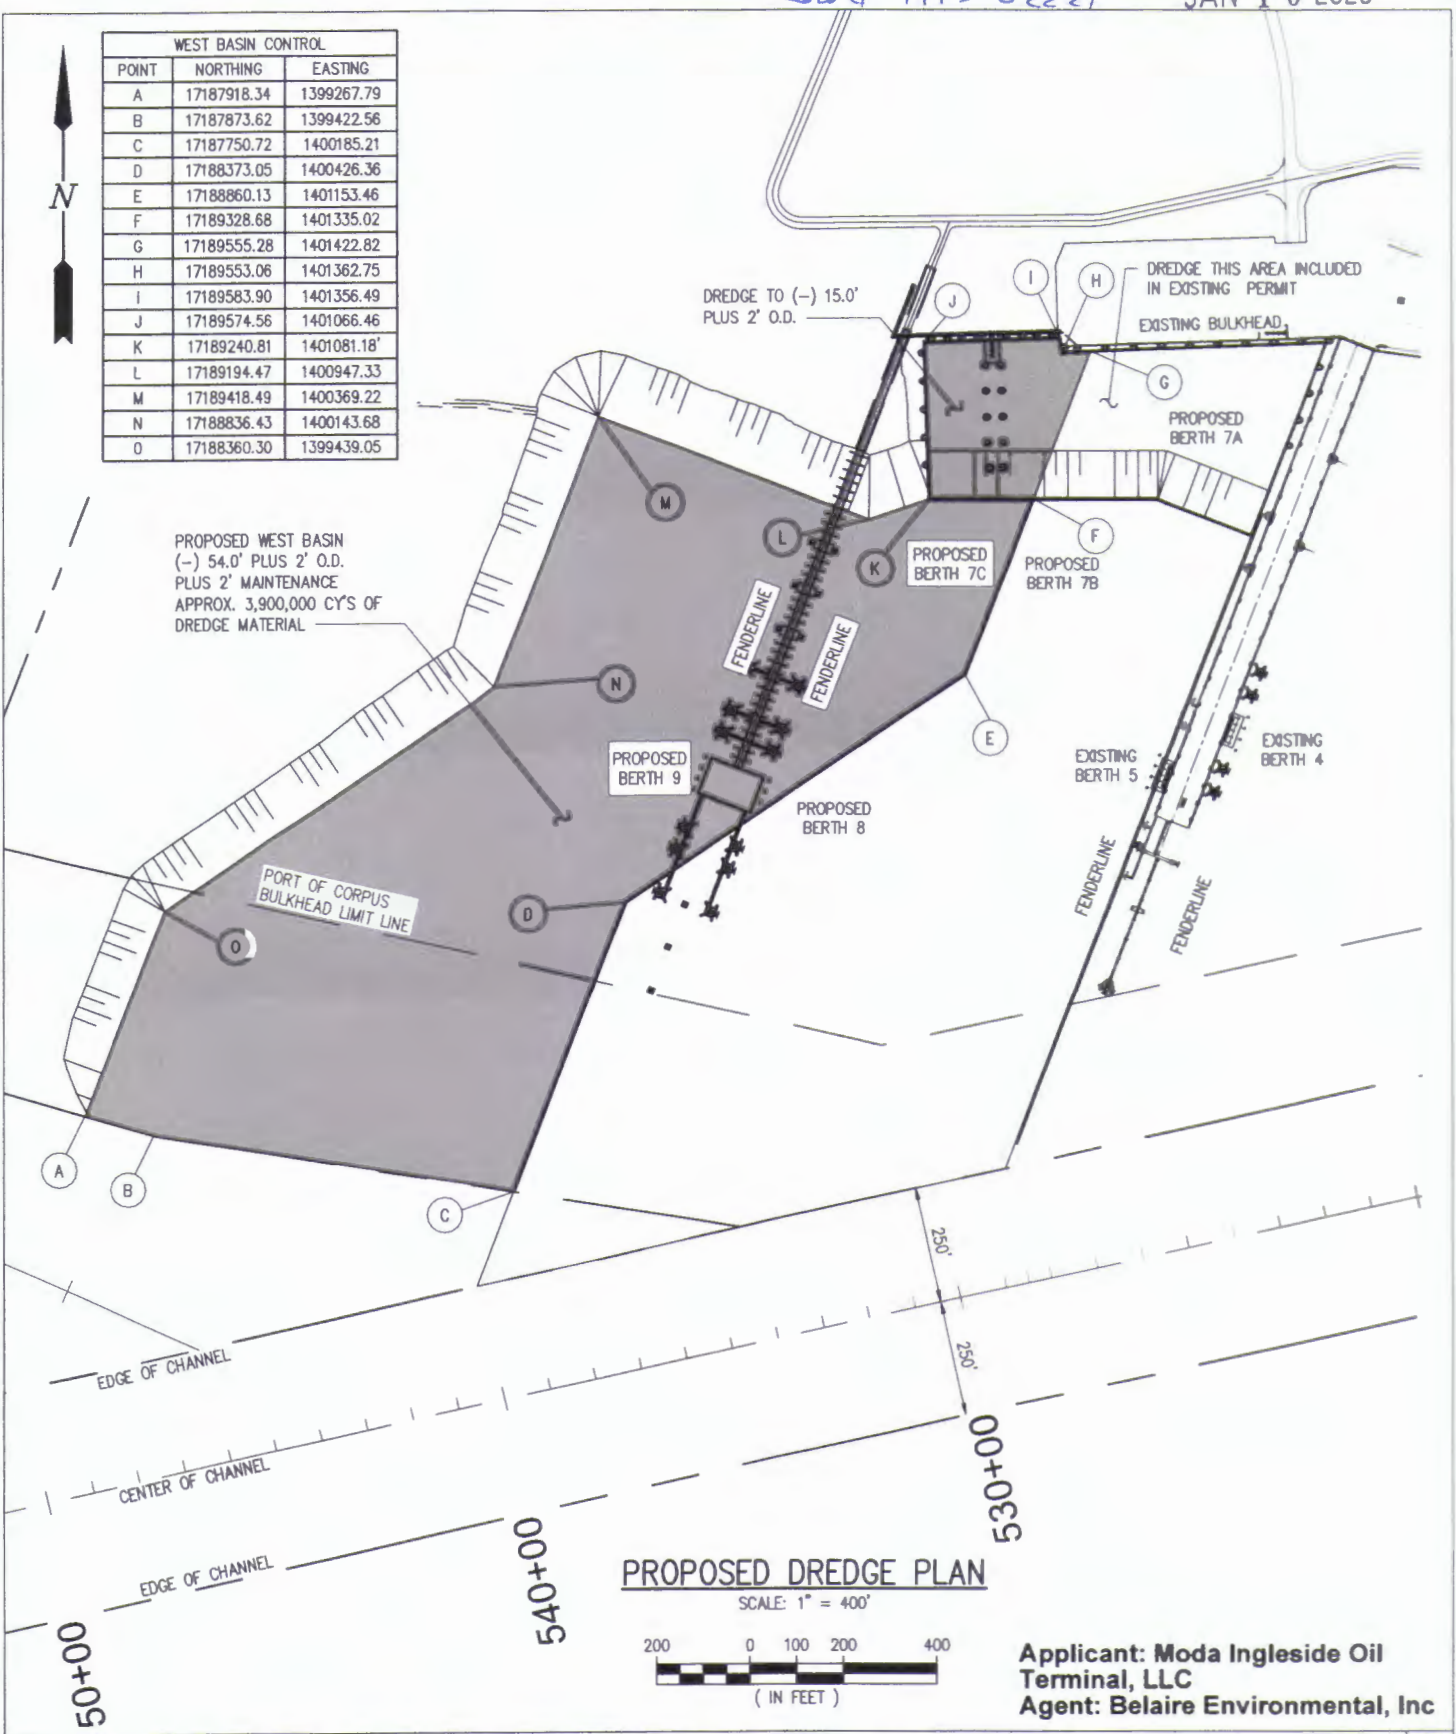 WEST BASIN CONTROL
POINT NORTHING EASTING
A 17187918.34 1399267.79
B 17187873.62 1399422.56
C 17187750.72 1400185.21
D 17188373.05 1400426.36
E 17188860.13 1401153.46
F 17189328.68 1401335.02
G 17189555.28 1401422.82
H 17189553.06 1401362.75
I 17189583.90 1401356.49
J 17189574.56 1401066.46
K 17189240.81 1401081.18'
L 17189194.47 1400947.33
M 17189418.49 1400369.22
N 17188836.43 1400143.68
O 17188360.30 1399439.05
N
DREDGE TO (-) 15.0'
PLUS 2' O.D.
J
I
H
DREDGE THIS AREA INCLUDED
IN EXISTING PERMIT
EXISTING BULKHEAD
G
PROPOSED
BERTH 7A
M
L
K
F
PROPOSED
BERTH 7C
PROPOSED
BERTH 7B
PROPOSED WEST BASIN
(-) 54.0' PLUS 2' O.D.
PLUS 2' MAINTENANCE
APPROX. 3,900,000 CY'S OF
DREDGE MATERIAL
FENDERLINE
FENDERLINE
N
E
PROPOSED
BERTH 9
PROPOSED
BERTH 8
EXISTING
BERTH 5
EXISTING
BERTH 4
FENDERLINE
FENDERLINE
PORT OF CORPUS
BULKHEAD LIMIT LINE
D
O
A
B
C
250'
250'
EDGE OF CHANNEL
CENTER OF CHANNEL
EDGE OF CHANNEL
530+00
540+00
50+00
PROPOSED DREDGE PLAN
SCALE: 1" = 400'
200 0 100 200 400
( IN FEET )
Applicant: Moda Ingleside Oil
Terminal, LLC
Agent: Belaire Environmental, Inc